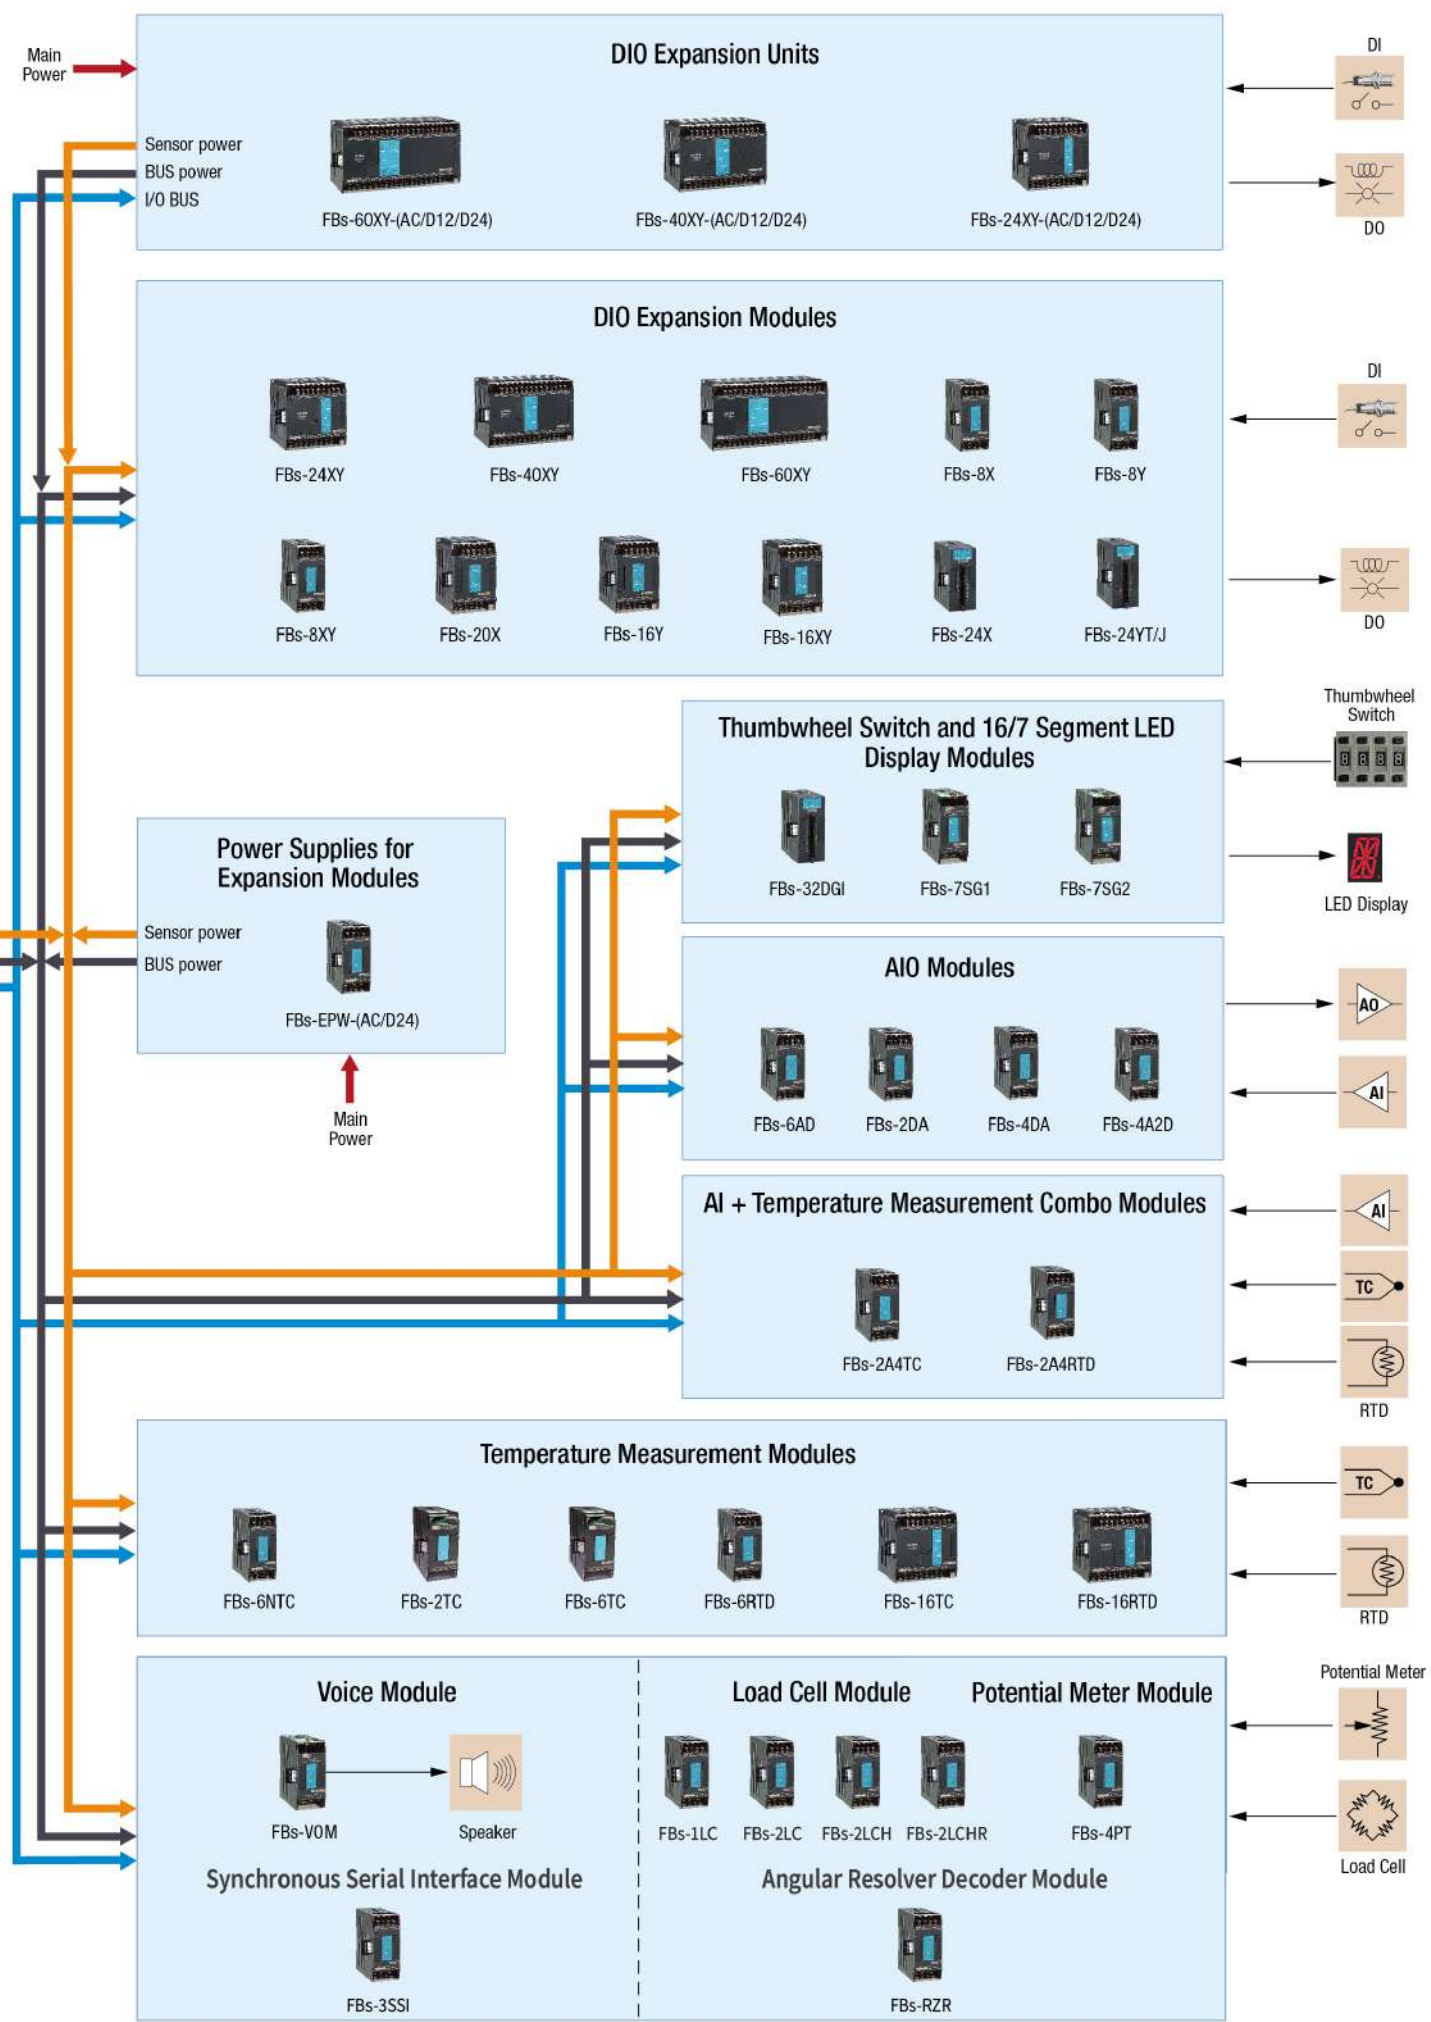 DIO Expansion Units
Main
Power
DI
Sensor power
BUS power
I/O BUS
FBs-60XY-(AC/D12/D24)
FBs-40XY-(AC/D12/D24)
FBs-24XY-(AC/D12/D24)
DO
DIO Expansion Modules
DI
FBs-24XY
FBs-40XY
FBs-60XY
FBs-8X
FBs-8Y
FBs-8XY
FBs-20X
FBs-16Y
FBs-16XY
FBs-24X
FBs-24YT/J
DO
Thumbwheel Switch and 16/7 Segment LED
Display Modules
Thumbwheel
Switch
FBs-32DGI
FBs-7SG1
FBs-7SG2
LED Display
Power Supplies for
Expansion Modules
Sensor power
BUS power
FBs-EPW-(AC/D24)
Main
Power
AIO Modules
AO
AI
FBs-6AD
FBs-2DA
FBs-4DA
FBs-4A2D
AI + Temperature Measurement Combo Modules
AI
TC
FBs-2A4TC
FBs-2A4RTD
RTD
Temperature Measurement Modules
TC
FBs-6NTC
FBs-2TC
FBs-6TC
FBs-6RTD
FBs-16TC
FBs-16RTD
RTD
Voice Module
Load Cell Module
Potential Meter Module
Potential Meter
FBs-VOM
Speaker
FBs-1LC
FBs-2LC
FBs-2LCH
FBs-2LCHR
FBs-4PT
Load Cell
Synchronous Serial Interface Module
Angular Resolver Decoder Module
FBs-3SSI
FBs-RZR